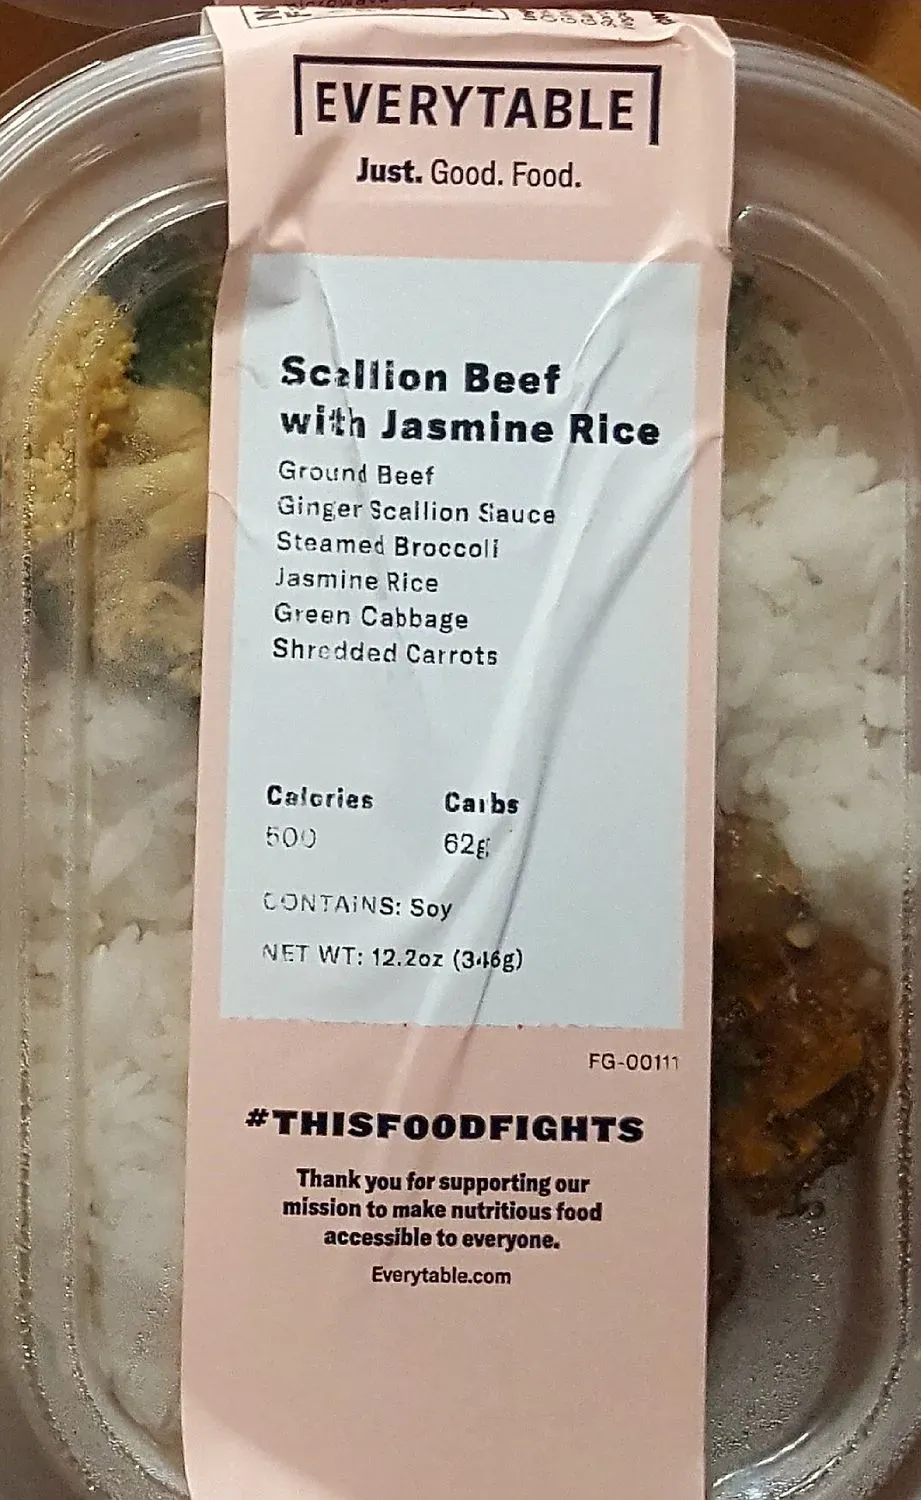 EVERYTABLE
Just. Good. Food.
Scallion Beef
with Jasmine Rice
Ground Beef
Ginger Scallion Sauce
Steamed Broccoli
Jasmine Rice
Green Cabbage
Shredded Carrots
Calories Carbs
500 62g
CONTAINS: Soy
NET WT: 12.2oz (346g)
FG-00111
#THISFOODFIGHTS
Thank you for supporting our
mission to make nutritious food
accessible to everyone.
Everytable.com